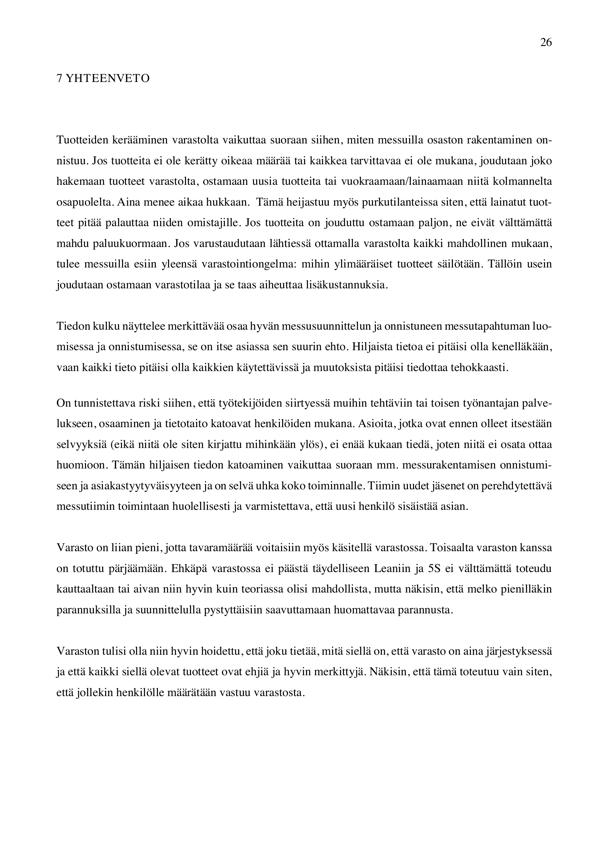 26
7 YHTEENVETO
Tuotteiden kerääminen varastolta vaikuttaa suoraan siihen, miten messuilla osaston rakentaminen on-
nistuu. Jos tuotteita ei ole kerätty oikeaa määrää tai kaikkea tarvittavaa ei ole mukana, joudutaan joko
hakemaan tuotteet varastolta, ostamaan uusia tuotteita tai vuokraamaan/lainaamaan niitä kolmannelta
osapuolelta. Aina menee aikaa hukkaan.  Tämä heijastuu myös purkutilanteissa siten, että lainatut tuot-
teet pitää palauttaa niiden omistajille. Jos tuotteita on jouduttu ostamaan paljon, ne eivät välttämättä
mahdu paluukuormaan. Jos varustaudutaan lähtiessä ottamalla varastolta kaikki mahdollinen mukaan,
tulee messuilla esiin yleensä varastointiongelma: mihin ylimääräiset tuotteet säilötään. Tällöin usein
joudutaan ostamaan varastotilaa ja se taas aiheuttaa lisäkustannuksia.
Tiedon kulku näyttelee merkittävää osaa hyvän messusuunnittelun ja onnistuneen messutapahtuman luo-
misessa ja onnistumisessa, se on itse asiassa sen suurin ehto. Hiljaista tietoa ei pitäisi olla kenelläkään,
vaan kaikki tieto pitäisi olla kaikkien käytettävissä ja muutoksista pitäisi tiedottaa tehokkaasti.
On tunnistettava riski siihen, että työtekijöiden siirtyessä muihin tehtäviin tai toisen työnantajan palve-
lukseen, osaaminen ja tietotaito katoavat henkilöiden mukana. Asioita, jotka ovat ennen olleet itsestään
selvyyksiä (eikä niitä ole siten kirjattu mihinkään ylös), ei enää kukaan tiedä, joten niitä ei osata ottaa
huomioon. Tämän hiljaisen tiedon katoaminen vaikuttaa suoraan mm. messurakentamisen onnistumi-
seen ja asiakastyytyväisyyteen ja on selvä uhka koko toiminnalle. Tiimin uudet jäsenet on perehdytettävä
messutiimin toimintaan huolellisesti ja varmistettava, että uusi henkilö sisäistää asian.
Varasto on liian pieni, jotta tavaramäärää voitaisiin myös käsitellä varastossa. Toisaalta varaston kanssa
on totuttu pärjäämään. Ehkäpä varastossa ei päästä täydelliseen Leaniin ja 5S ei välttämättä toteudu
kauttaaltaan tai aivan niin hyvin kuin teoriassa olisi mahdollista, mutta näkisin, että melko pienilläkin
parannuksilla ja suunnittelulla pystyttäisiin saavuttamaan huomattavaa parannusta.
Varaston tulisi olla niin hyvin hoidettu, että joku tietää, mitä siellä on, että varasto on aina järjestyksessä
ja että kaikki siellä olevat tuotteet ovat ehjiä ja hyvin merkittyjä. Näkisin, että tämä toteutuu vain siten,
että jollekin henkilölle määrätään vastuu varastosta.